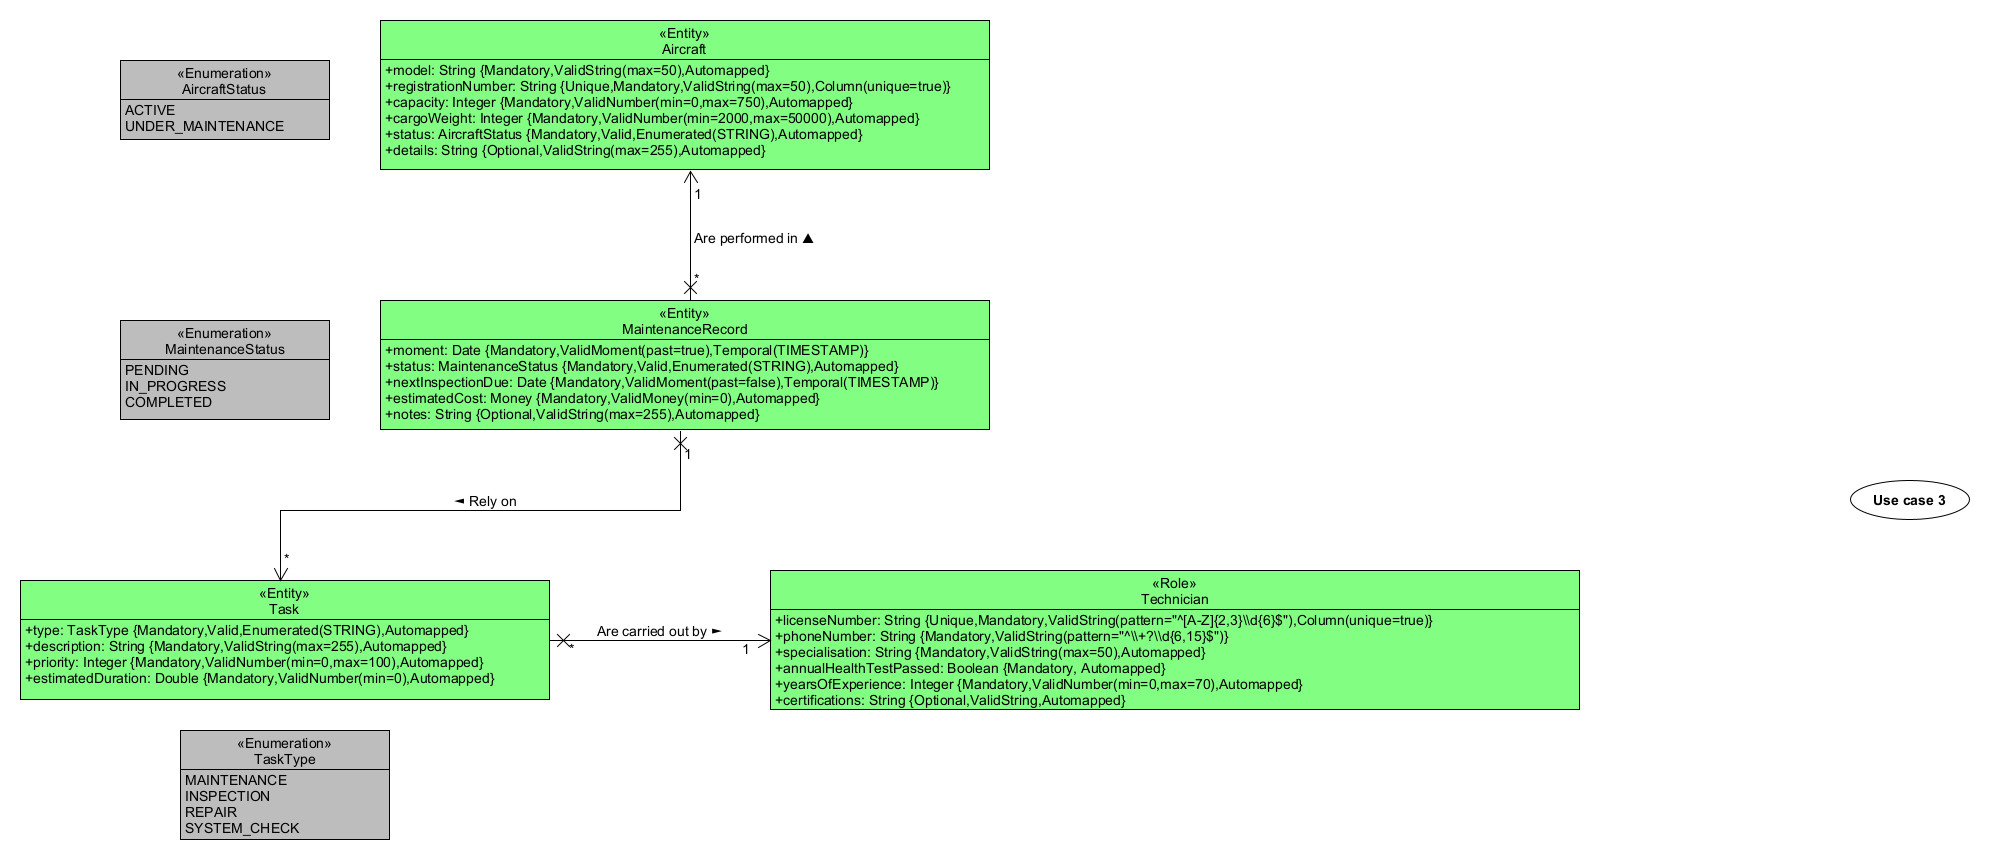 «Entity»
Aircraft
+model: String {Mandatory,ValidString(max=50),Automapped}
+registrationNumber: String {Unique,Mandatory,ValidString(max=50),Column(unique=true)}
+capacity: Integer {Mandatory,ValidNumber(min=0,max=750),Automapped}
+cargoWeight: Integer {Mandatory,ValidNumber(min=2000,max=50000),Automapped}
+status: AircraftStatus {Mandatory,Valid,Enumerated(STRING),Automapped}
+details: String {Optional,ValidString(max=255),Automapped}
«Enumeration»
AircraftStatus
ACTIVE
UNDER_MAINTENANCE
1
Are performed in ▲
*
«Entity»
MaintenanceRecord
+moment: Date {Mandatory,ValidMoment(past=true),Temporal(TIMESTAMP)}
+status: MaintenanceStatus {Mandatory,Valid,Enumerated(STRING),Automapped}
+nextInspectionDue: Date {Mandatory,ValidMoment(past=false),Temporal(TIMESTAMP)}
+estimatedCost: Money {Mandatory,ValidMoney(min=0),Automapped}
+notes: String {Optional,ValidString(max=255),Automapped}
«Enumeration»
MaintenanceStatus
PENDING
IN_PROGRESS
COMPLETED
1
◄ Rely on
*
Use case 3
«Entity»
Task
+type: TaskType {Mandatory,Valid,Enumerated(STRING),Automapped}
+description: String {Mandatory,ValidString(max=255),Automapped}
+priority: Integer {Mandatory,ValidNumber(min=0,max=100),Automapped}
+estimatedDuration: Double {Mandatory,ValidNumber(min=0),Automapped}
Are carried out by ►
*
1
«Role»
Technician
+licenseNumber: String {Unique,Mandatory,ValidString(pattern="^[A-Z]{2,3}\\d{6}$"),Column(unique=true)}
+phoneNumber: String {Mandatory,ValidString(pattern="^\\+?\\d{6,15}$")}
+specialisation: String {Mandatory,ValidString(max=50),Automapped}
+annualHealthTestPassed: Boolean {Mandatory, Automapped}
+yearsOfExperience: Integer {Mandatory,ValidNumber(min=0,max=70),Automapped}
+certifications: String {Optional,ValidString,Automapped}
«Enumeration»
TaskType
MAINTENANCE
INSPECTION
REPAIR
SYSTEM_CHECK